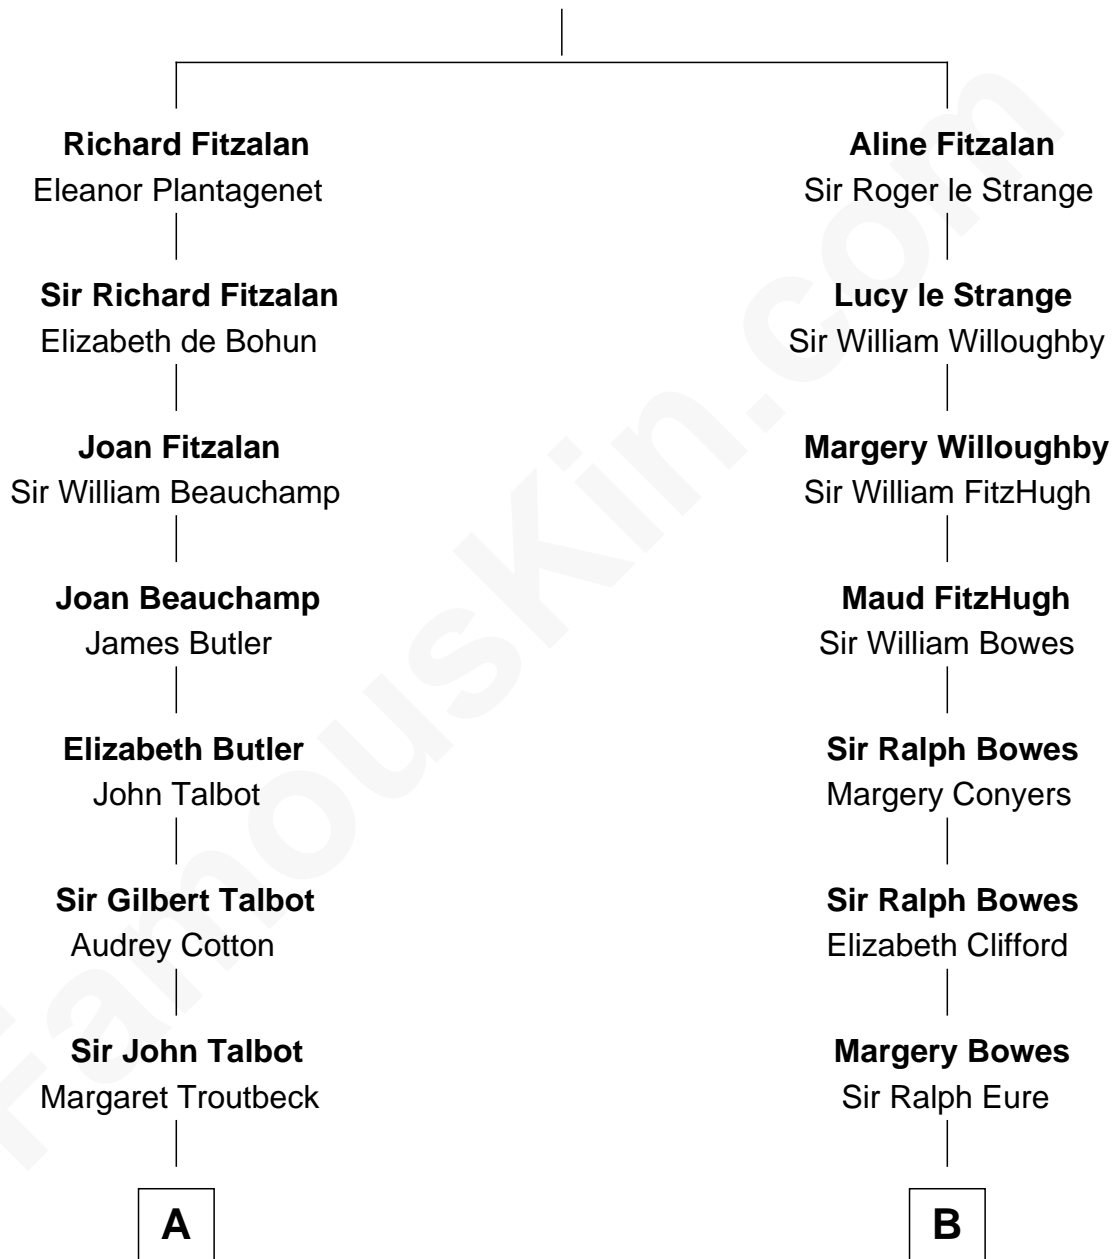 Richard Fitzalan
Eleanor Plantagenet
Sir Richard Fitzalan
Elizabeth de Bohun
Joan Fitzalan
Sir William Beauchamp
Joan Beauchamp
James Butler
Elizabeth Butler
John Talbot
Sir Gilbert Talbot
Audrey Cotton
Sir John Talbot
Margaret Troutbeck
A
Aline Fitzalan
Sir Roger le Strange
Lucy le Strange
Sir William Willoughby
Margery Willoughby
Sir William FitzHugh
Maud FitzHugh
Sir William Bowes
Sir Ralph Bowes
Margery Conyers
Sir Ralph Bowes
Elizabeth Clifford
Margery Bowes
Sir Ralph Eure
B
FamousKin.com